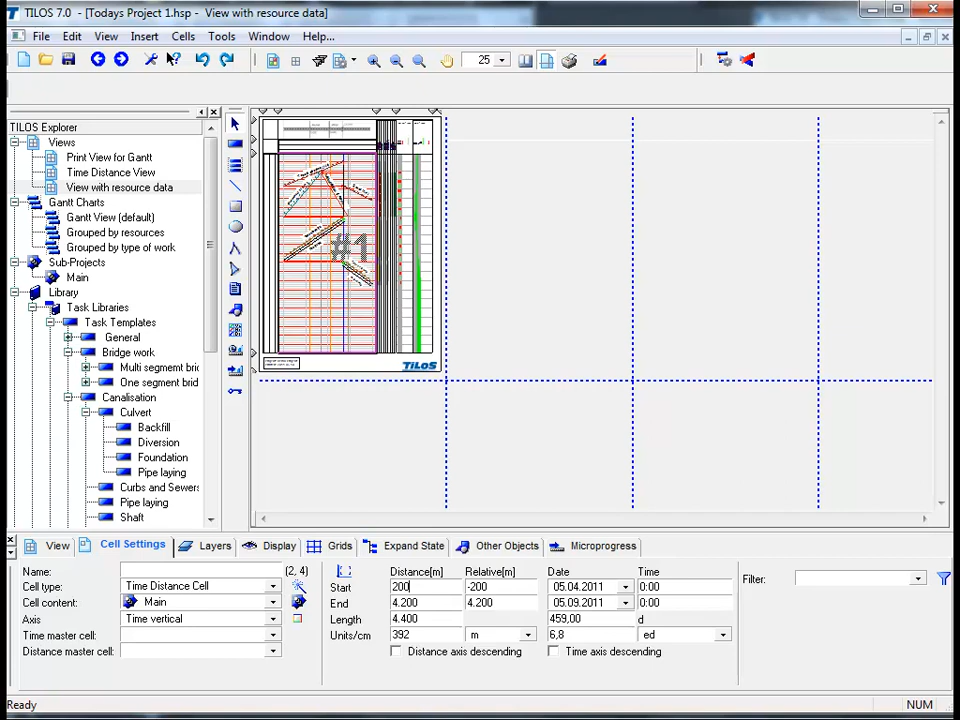 TILOS 7.0 - [Todays Project 1.hsp - View with resource data]
File Edit View Insert Cells Tools Window Help...
25
TILOS Explorer
Views
Print View for Gantt
Time Distance View
View with resource data
Gantt Charts
Gantt View (default)
Grouped by resources
Grouped by type of work
Sub-Projects
Main
Library
Task Libraries
Task Templates
General
Bridge work
Multi segment bric
One segment brid
Canalisation
Culvert
Backfill
Diversion
Foundation
Pipe laying
Curbs and Sewers
Pipe laying
Shaft
#1
TILOS
View Cell Settings Layers Display Grids Expand State Other Objects Microprogress
Name: (2, 4) Distance[m] Relative[m] Date Time Filter:
Cell type: Time Distance Cell Start 200 -200 05.04.2011 0:00
Cell content: Main End 4.200 4.200 05.09.2011 0:00
Axis Time vertical Length 4.400 459,00 d
Time master cell: Units/cm 392 m 6,8 ed
Distance master cell: Distance axis descending Time axis descending
Ready NUM